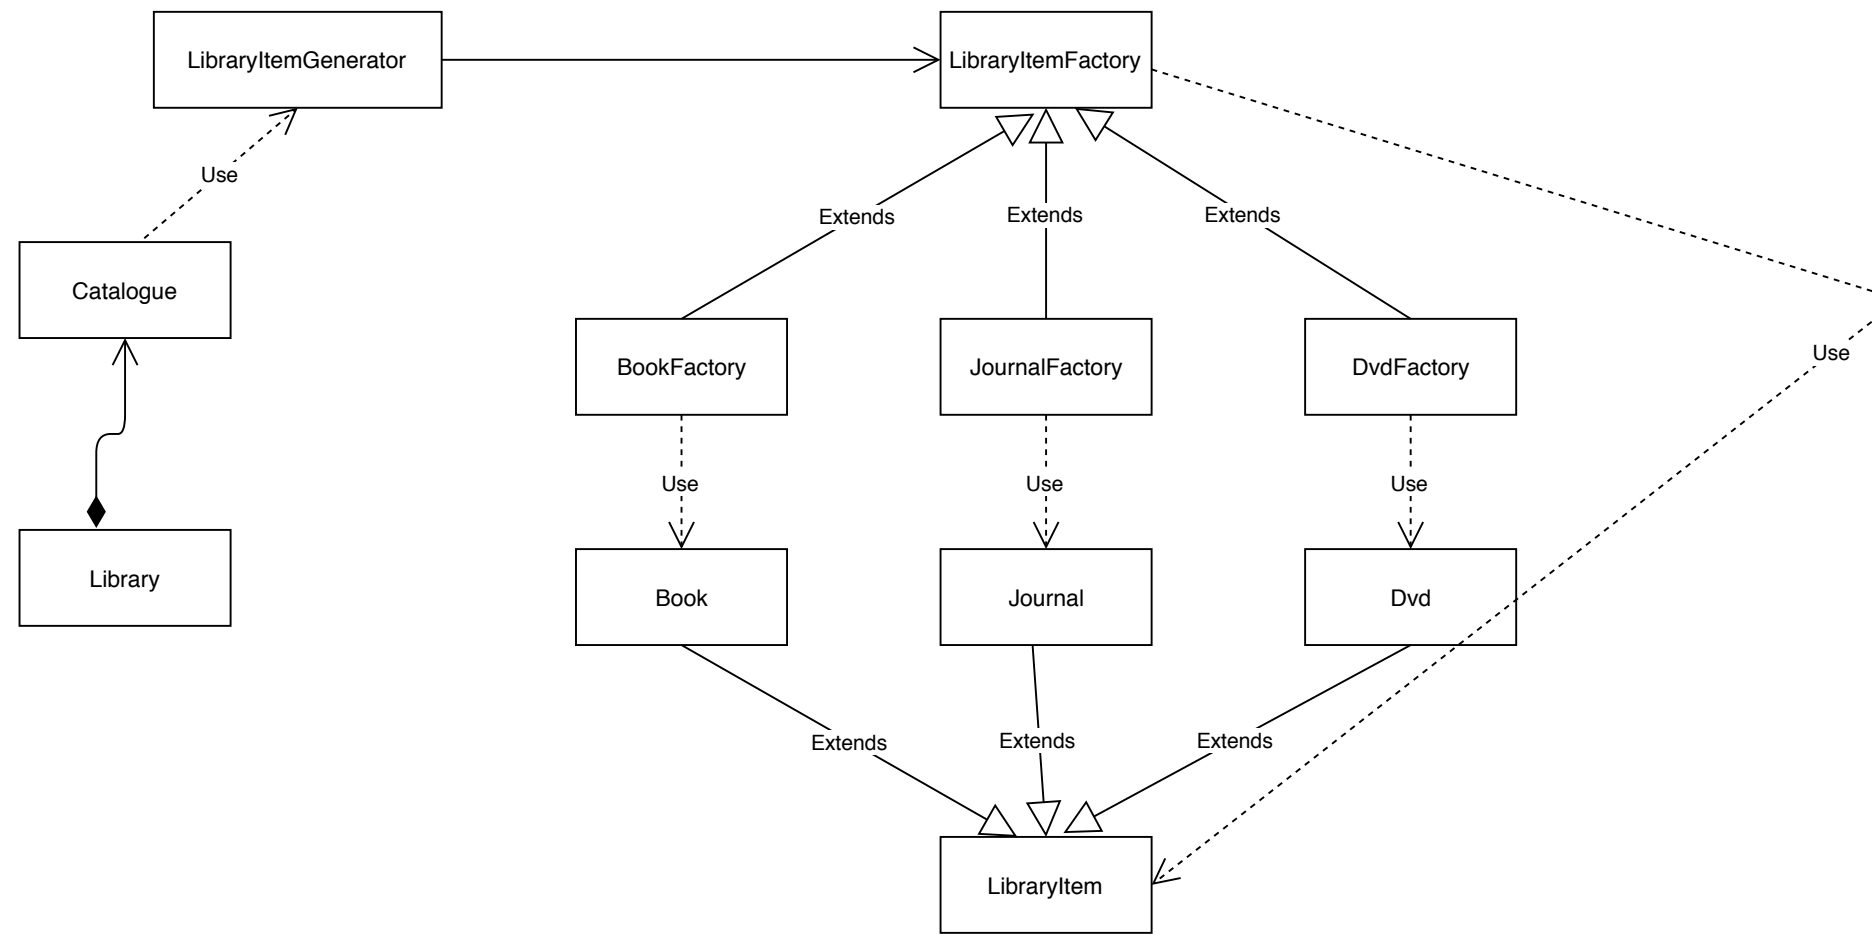 LibraryItemGenerator
LibraryItemFactory
Use
Extends
Extends
Extends
Catalogue
BookFactory
JournalFactory
DvdFactory
Use
Use
Use
Use
Library
Book
Journal
Dvd
Extends
Extends
Extends
LibraryItem